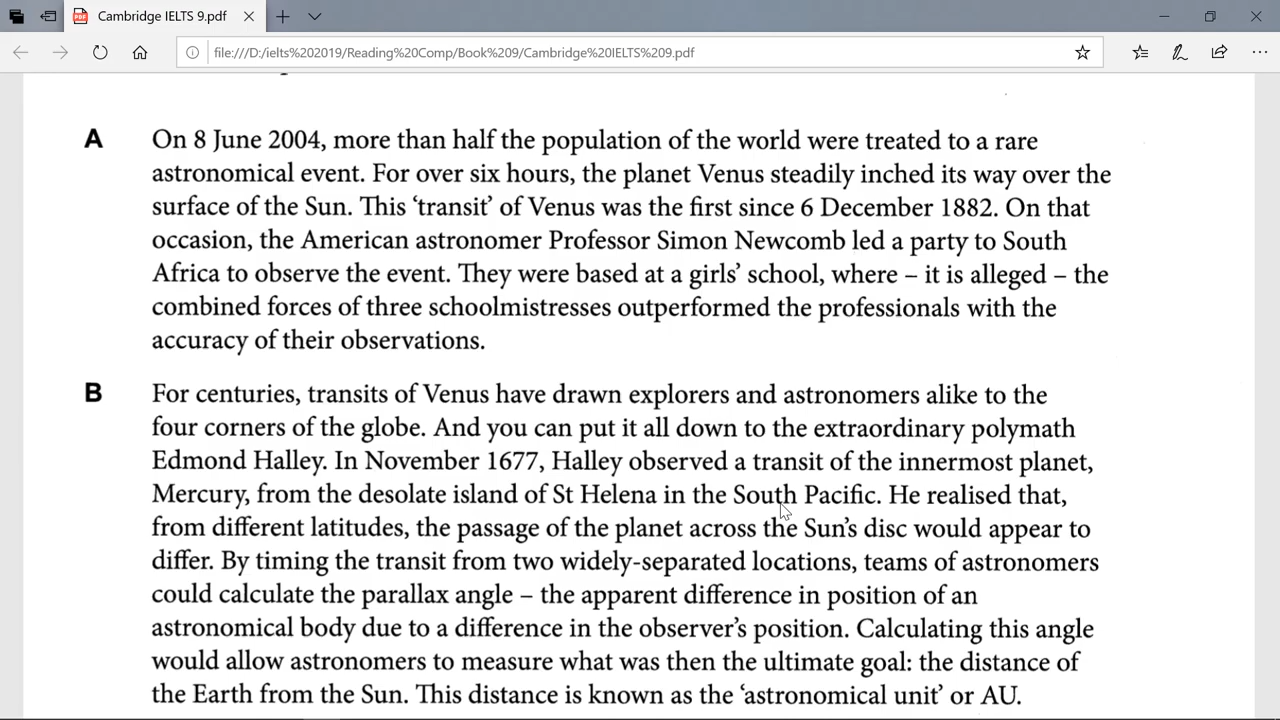 Cambridge IELTS 9.pdf
file:///D:/ielts%202019/Reading%20Comp/Book%209/Cambridge%20IELTS%209.pdf
A On 8 June 2004, more than half the population of the world were treated to a rare
astronomical event. For over six hours, the planet Venus steadily inched its way over the
surface of the Sun. This ‘transit’ of Venus was the first since 6 December 1882. On that
occasion, the American astronomer Professor Simon Newcomb led a party to South
Africa to observe the event. They were based at a girls’ school, where – it is alleged – the
combined forces of three schoolmistresses outperformed the professionals with the
accuracy of their observations.
B For centuries, transits of Venus have drawn explorers and astronomers alike to the
four corners of the globe. And you can put it all down to the extraordinary polymath
Edmond Halley. In November 1677, Halley observed a transit of the innermost planet,
Mercury, from the desolate island of St Helena in the South Pacific. He realised that,
from different latitudes, the passage of the planet across the Sun’s disc would appear to
differ. By timing the transit from two widely-separated locations, teams of astronomers
could calculate the parallax angle – the apparent difference in position of an
astronomical body due to a difference in the observer’s position. Calculating this angle
would allow astronomers to measure what was then the ultimate goal: the distance of
the Earth from the Sun. This distance is known as the ‘astronomical unit’ or AU.